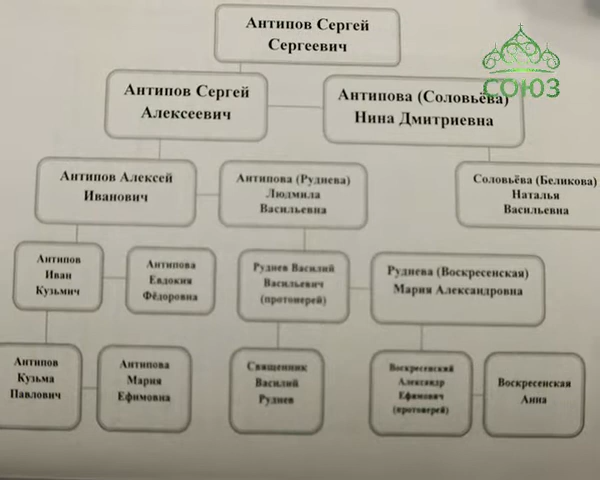 Антипов Сергей
Сергеевич
СОЮЗ
Антипов Сергей
Алексеевич
Антипова (Соловьёва)
Нина Дмитриевна
Антипов Алексей
Иванович
Антипова (Руднева)
Людмила
Васильевна
Соловьёва (Беликова)
Наталья
Васильевна
Антипов
Иван
Кузьмич
Антипова
Евдокия
Фёдоровна
Руднев Василий
Васильевич
(протоиерей)
Руднева (Воскресенская)
Мария Александровна
Антипов
Кузьма
Павлович
Антипова
Мария
Ефимовна
Священник
Василий
Руднев
Воскресенский
Александр
Ефимович
(протоиерей)
Воскресенская
Анна